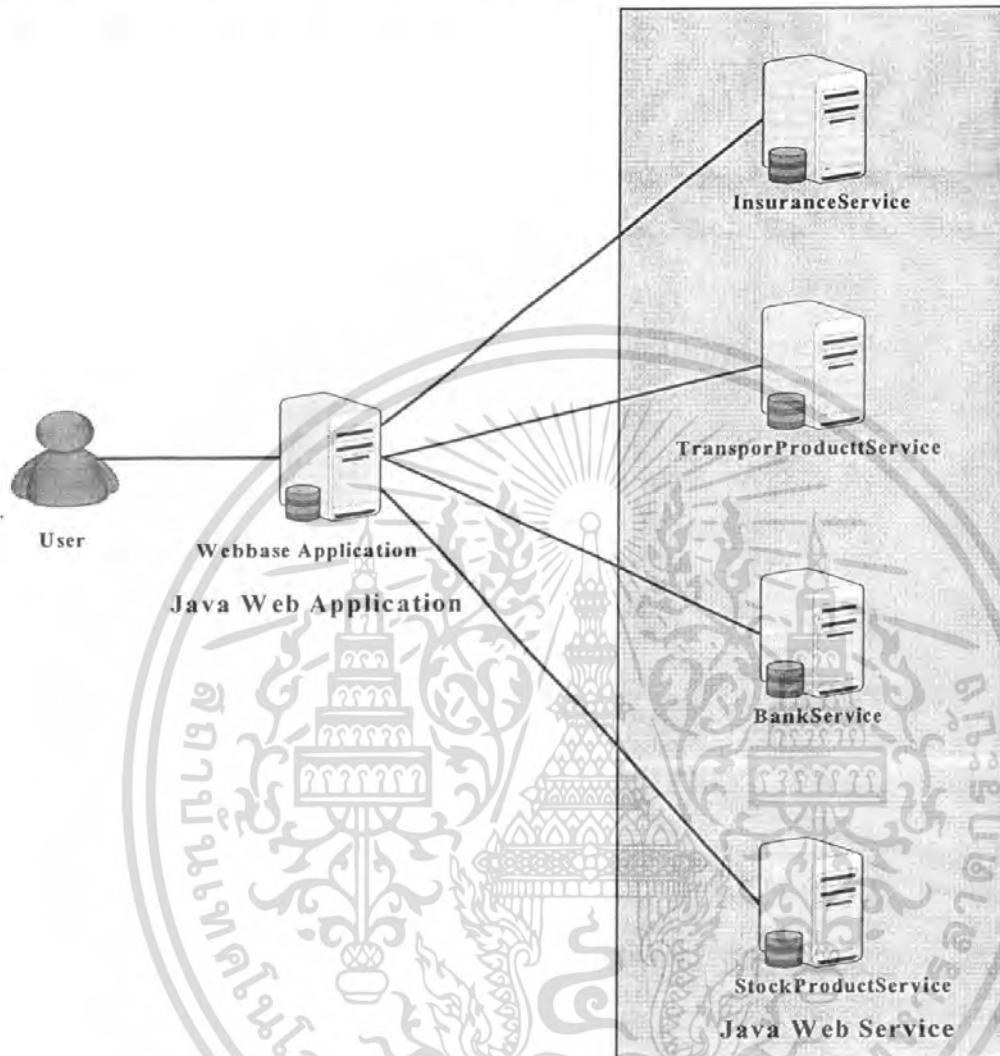 InsuranceService
TransporProducttService
User
Webbase Application
Java Web Application
BankService
StockProductService
Java Web Service